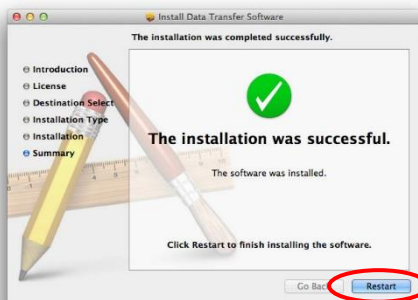 Install Data Transfer Software
The installation was completed successfully.
Introduction
License
Destination Select
Installation Type
Installation
Summary
The installation was successful.
The software was installed.
Click Restart to finish installing the software.
Go Back
Restart